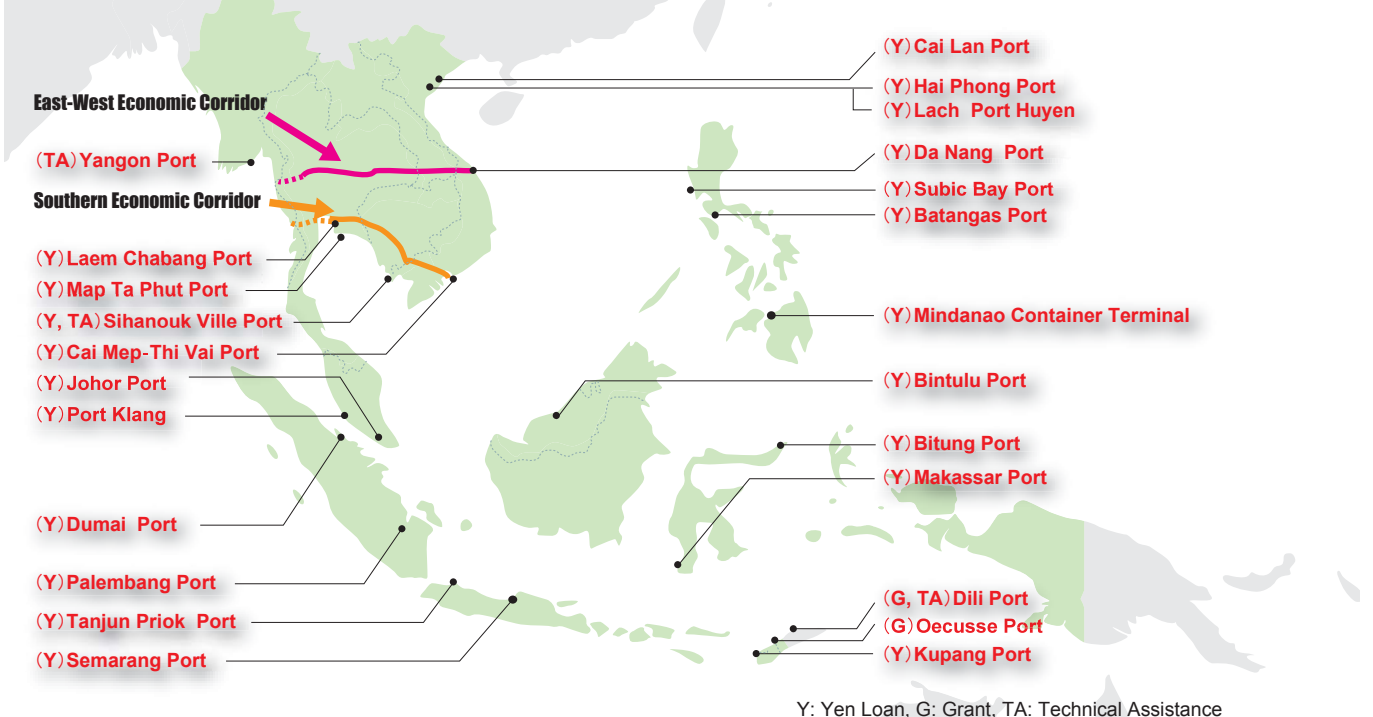 East-West Economic Corridor
(TA)Yangon Port
Southern Economic Corridor
(Y)Laem Chabang Port
(Y)Map Ta Phut Port
(Y, TA)Sihanouk Ville Port
(Y)Cai Mep-Thi Vai Port
(Y)Johor Port
(Y)Port Klang
(Y)Dumai Port
(Y)Palembang Port
(Y)Tanjun Priok Port
(Y)Semarang Port
(Y)Cai Lan Port
(Y)Hai Phong Port
(Y)Lach Port Huyen
(Y)Da Nang Port
(Y)Subic Bay Port
(Y)Batangas Port
(Y)Mindanao Container Terminal
(Y)Bintulu Port
(Y)Bitung Port
(Y)Makassar Port
(G, TA)Dili Port
(G)Oecusse Port
(Y)Kupang Port
Y: Yen Loan, G: Grant, TA: Technical Assistance